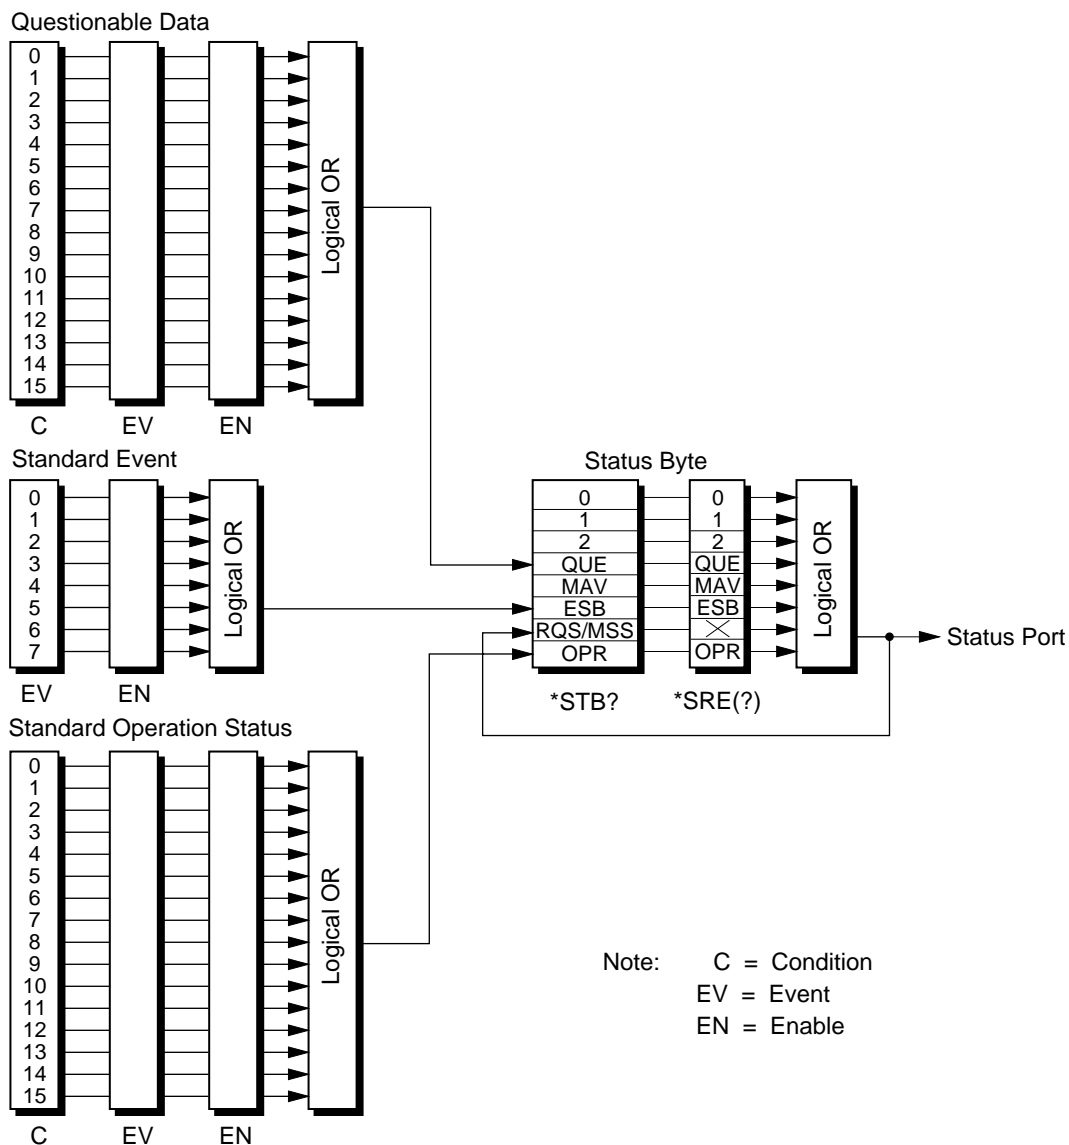 Questionable Data
0
1
2
3
4
5
6
7
8
9
10
11
12
13
14
15
Logical OR
C EV EN
Standard Event
0
1
2
3
4
5
6
7
Logical OR
EV EN
Status Byte
0 0
1 1
2 2
QUE QUE
MAV MAV
ESB ESB
RQS/MSS
OPR OPR
Logical OR
Status Port
*STB? *SRE(?)
Standard Operation Status
0
1
2
3
4
5
6
7
8
9
10
11
12
13
14
15
Logical OR
C EV EN
Note: C = Condition
EV = Event
EN = Enable